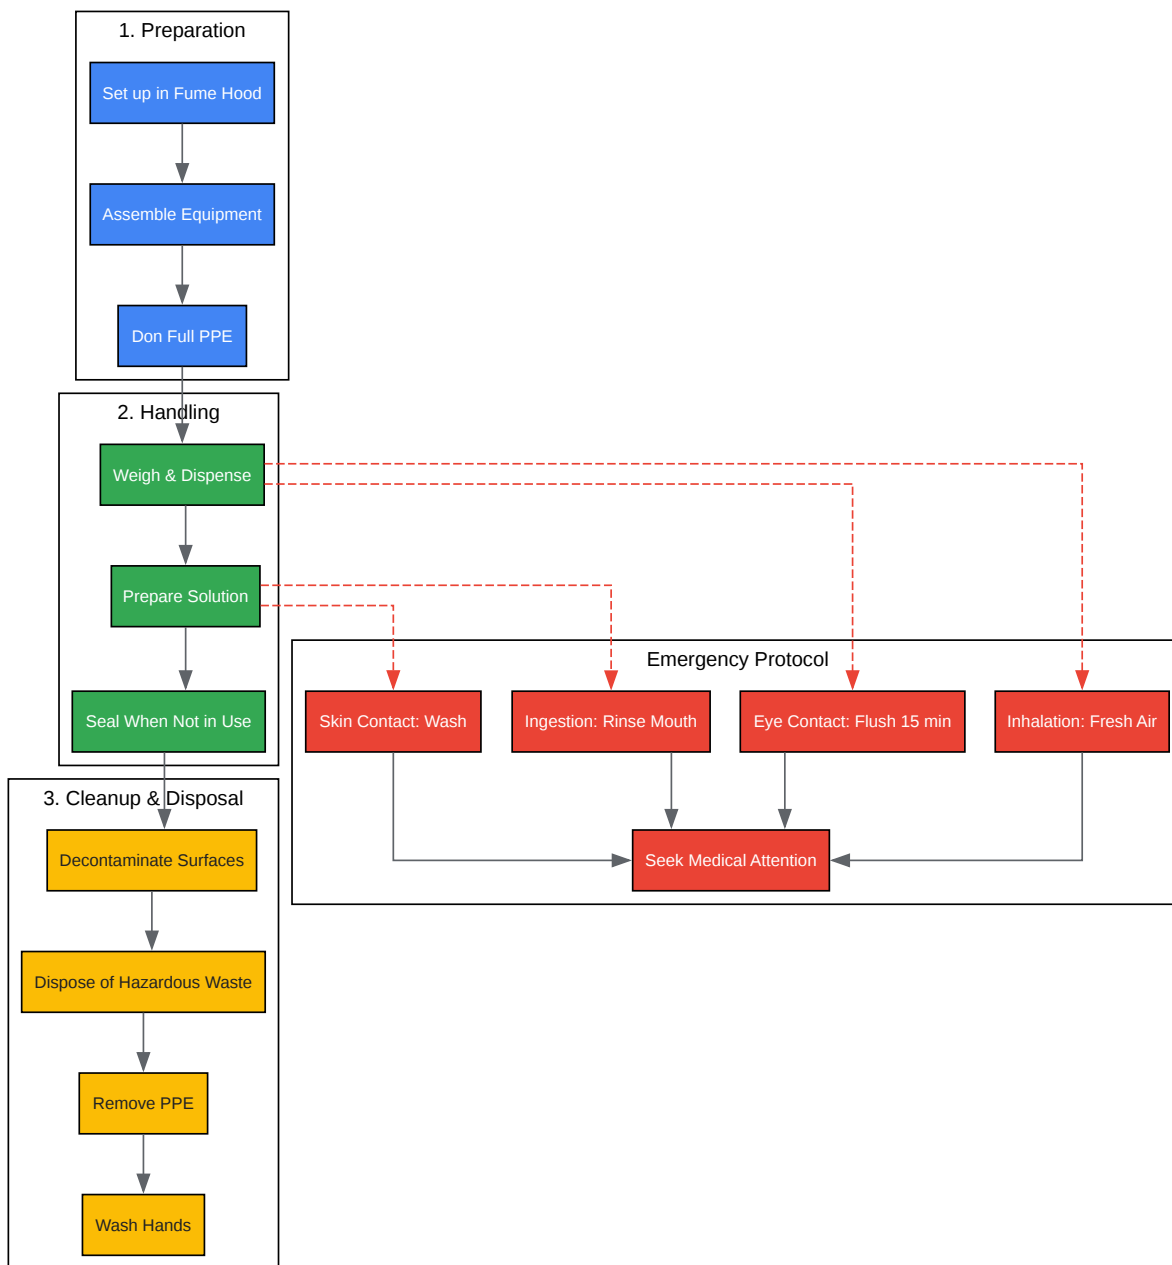 1. Preparation
Set up in Fume Hood
Assemble Equipment
Don Full PPE
2. Handling
Weigh & Dispense
Prepare Solution
Seal When Not in Use
Emergency Protocol
Skin Contact: Wash
Ingestion: Rinse Mouth
Eye Contact: Flush 15 min
Inhalation: Fresh Air
Seek Medical Attention
3. Cleanup & Disposal
Decontaminate Surfaces
Dispose of Hazardous Waste
Remove PPE
Wash Hands